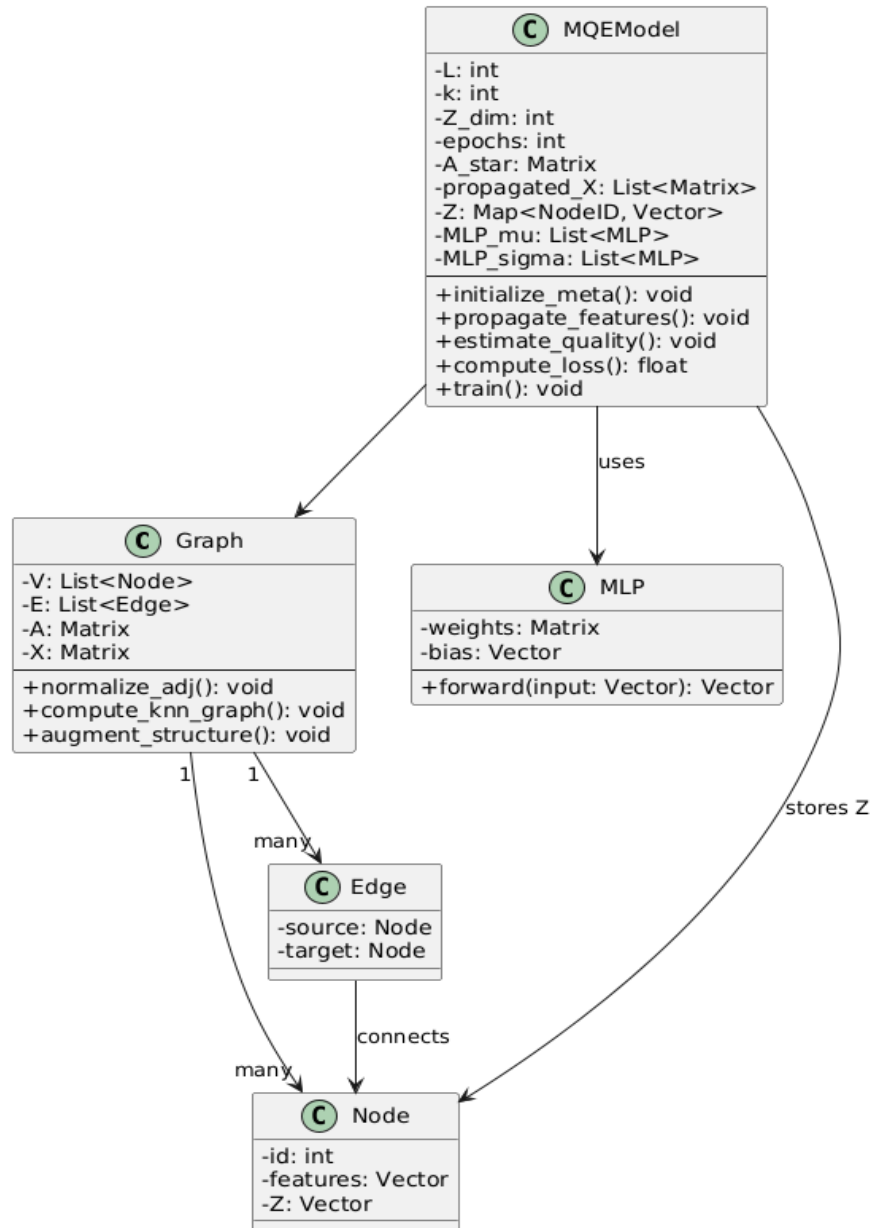 C MQEModel
-L: int
-k: int
-Z_dim: int
-epochs: int
-A_star: Matrix
-propagated_X: List<Matrix>
-Z: Map<NodeID, Vector>
-MLP_mu: List<MLP>
-MLP_sigma: List<MLP>
+initialize_meta(): void
+propagate_features(): void
+estimate_quality(): void
+compute_loss(): float
+train(): void
uses
C Graph
-V: List<Node>
-E: List<Edge>
-A: Matrix
-X: Matrix
+normalize_adj(): void
+compute_knn_graph(): void
+augment_structure(): void
C MLP
-weights: Matrix
-bias: Vector
+forward(input: Vector): Vector
1
1
stores Z
many
C Edge
-source: Node
-target: Node
connects
many
C Node
-id: int
-features: Vector
-Z: Vector